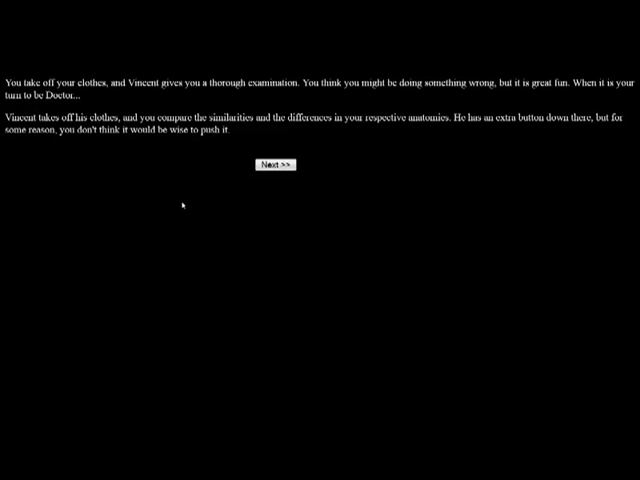 You take off your clothes, and Vincent gives you a thorough examination. You think you might be doing something wrong, but it is great fun. When it is your
turn to be Doctor...
Vincent takes off his clothes, and you compare the similarities and the differences in your respective anatomies. He has an extra button down there, but for
some reason, you don't think it would be wise to push it.
Next >>